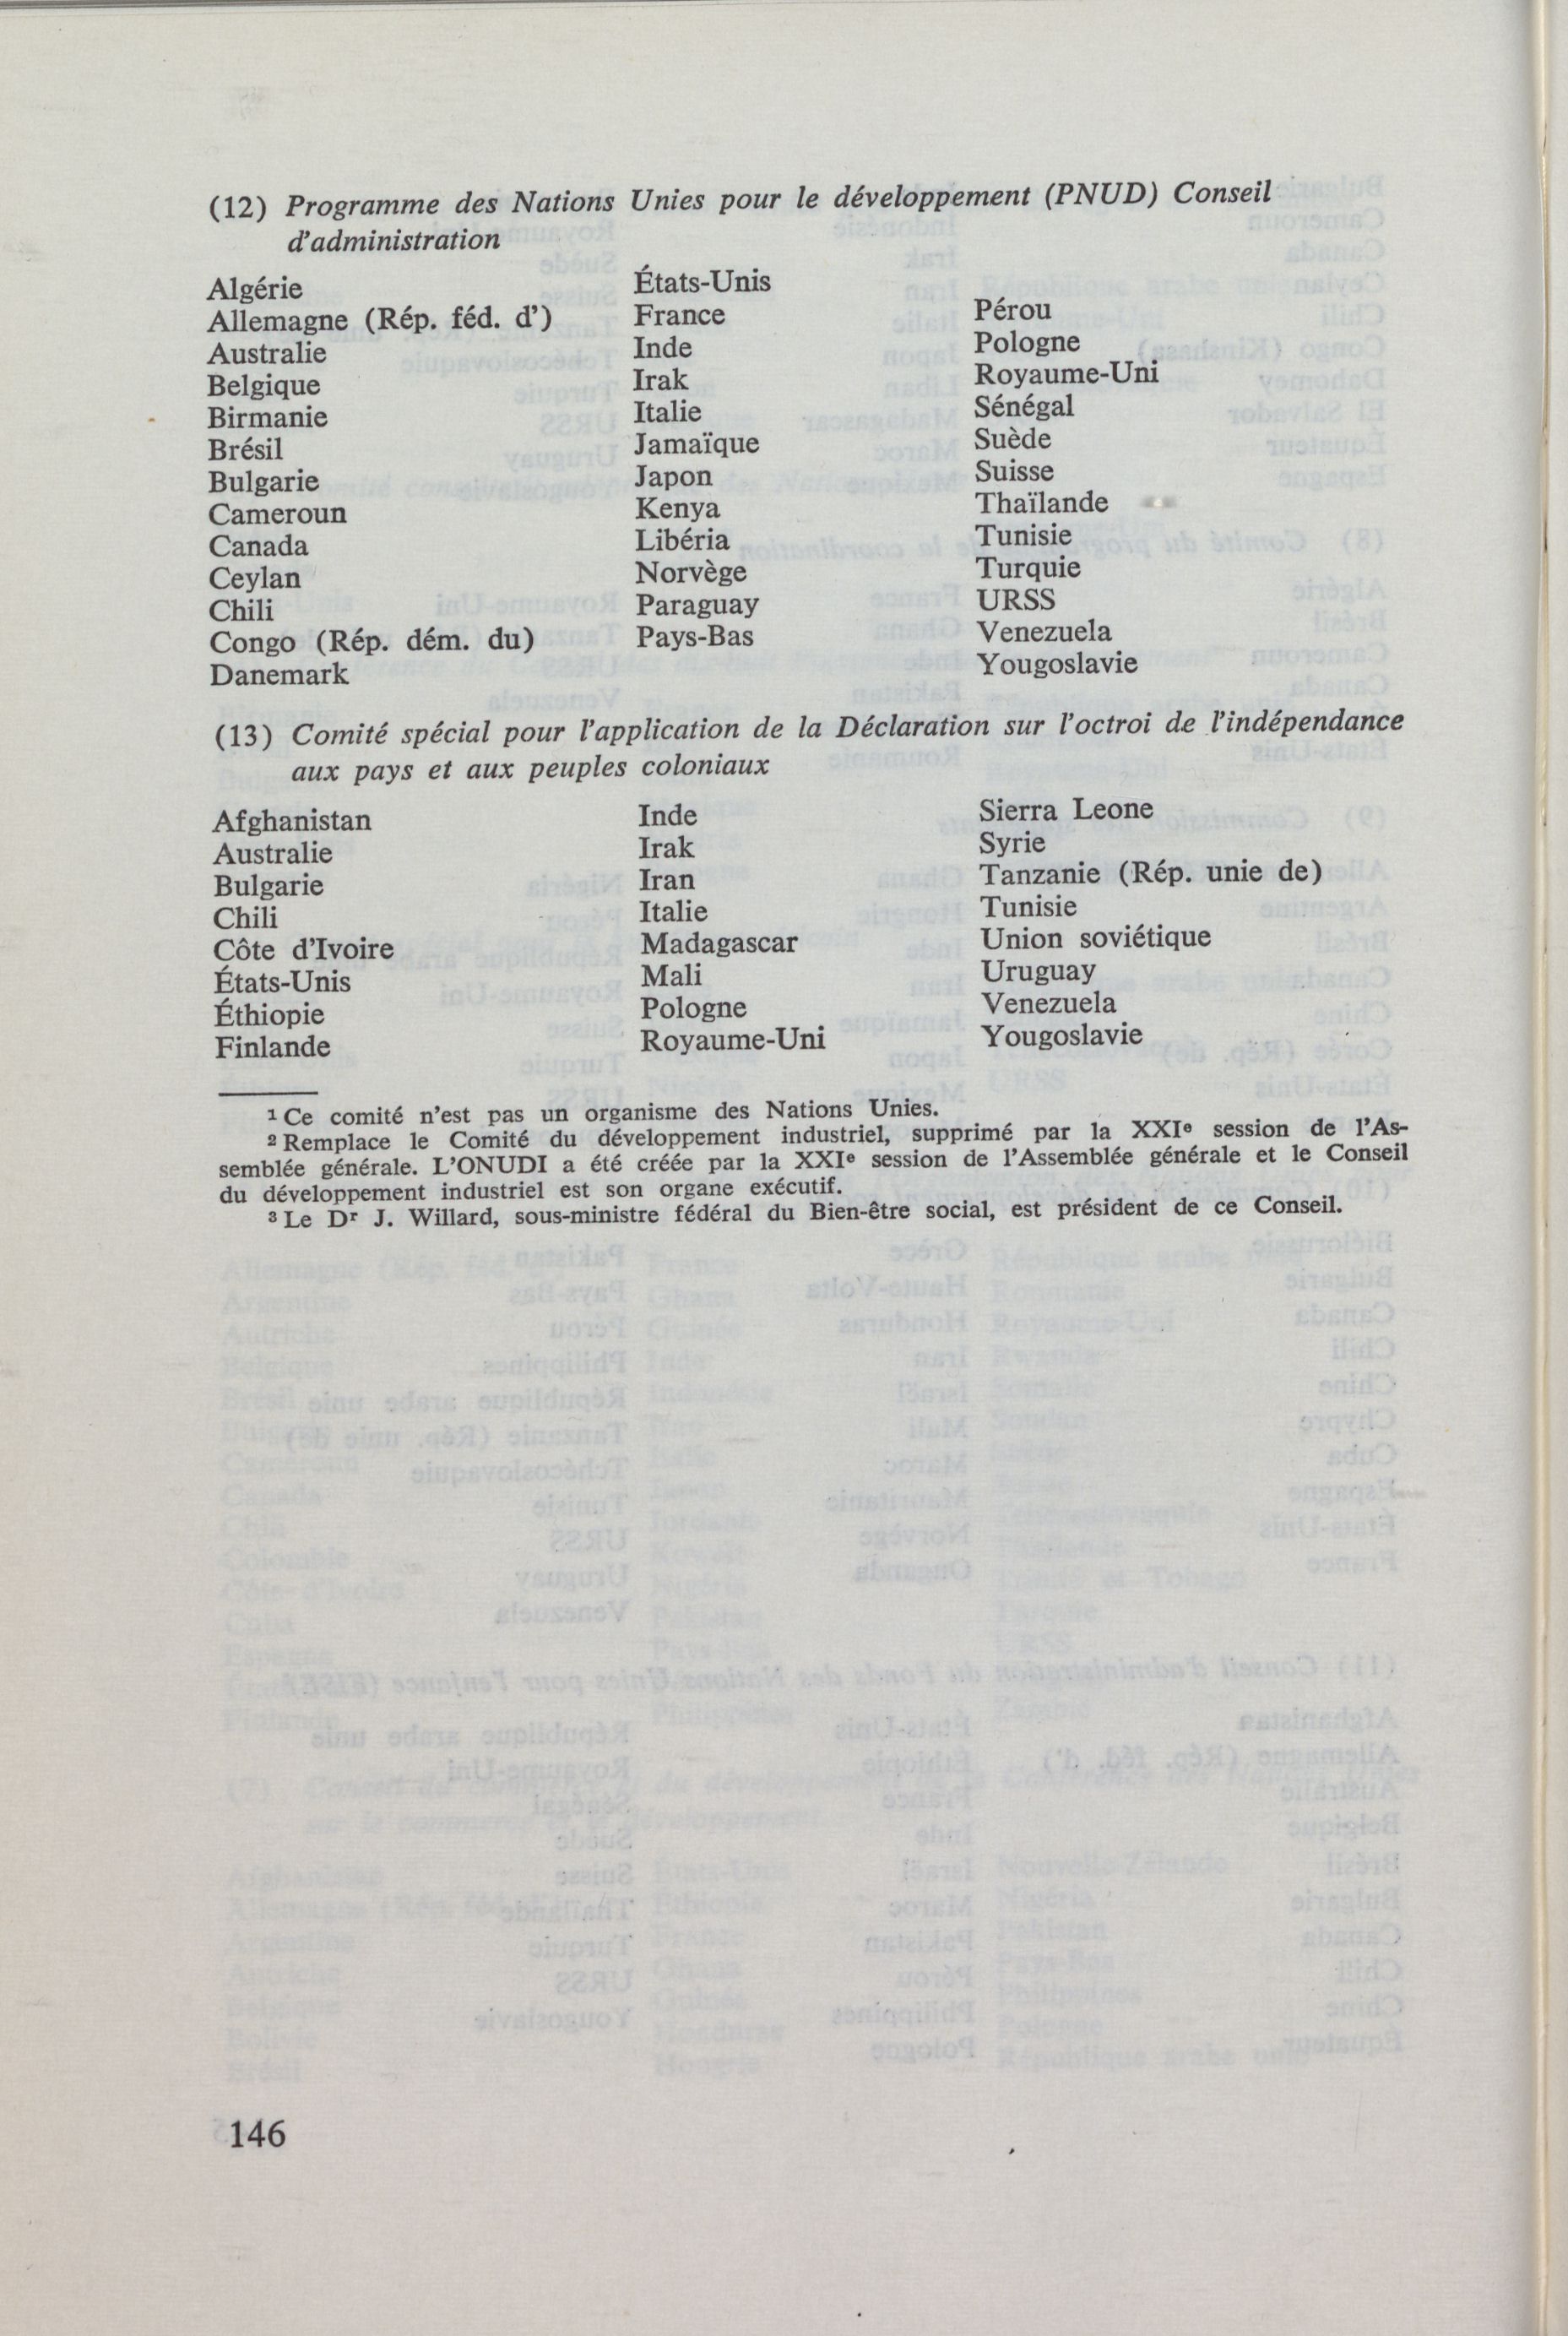 (12) Programme des Nations Unies pour le développement (PNUD) Conseil
d'administration
Algérie
Allemagne (Rép. féd. d')
Australie
Belgique
Birmanie
Brésil
Bulgarie
Cameroun
Canada
Ceylan
Chili
Congo (Rép. dém. du)
Danemark
États-Unis
France
Inde
Irak
Italie
Jamaïque
Japon
Kenya
Libéria
Norvège
Paraguay
Pays-Bas
Pérou
Pologne
Royaume-Uni
Sénégal
Suède
Suisse
Thaïlande
Tunisie
Turquie
URSS
Venezuela
Yougoslavie
(13) Comité spécial pour l'application de la Déclaration sur l'octroi de l'indépendance
aux pays et aux peuples coloniaux
Afghanistan
Australie
Bulgarie
Chili
Côte d'Ivoire
États-Unis
Éthiopie
Finlande
Inde
Irak
Iran
Italie
Madagascar
Mali
Pologne
Royaume-Uni
Sierra Leone
Syrie
Tanzanie (Rép. unie de)
Tunisie
Union soviétique
Uruguay
Venezuela
Yougoslavie
1 Ce comité n'est pas un organisme des Nations Unies.
2 Remplace le Comité du développement industriel, supprimé par la XXIe session de l'As-
semblée générale. L'ONUDI a été créée par la XXIe session de l'Assemblée générale et le Conseil
du développement industriel est son organe exécutif.
3 Le Dr J. Willard, sous-ministre fédéral du Bien-être social, est président de ce Conseil.
146